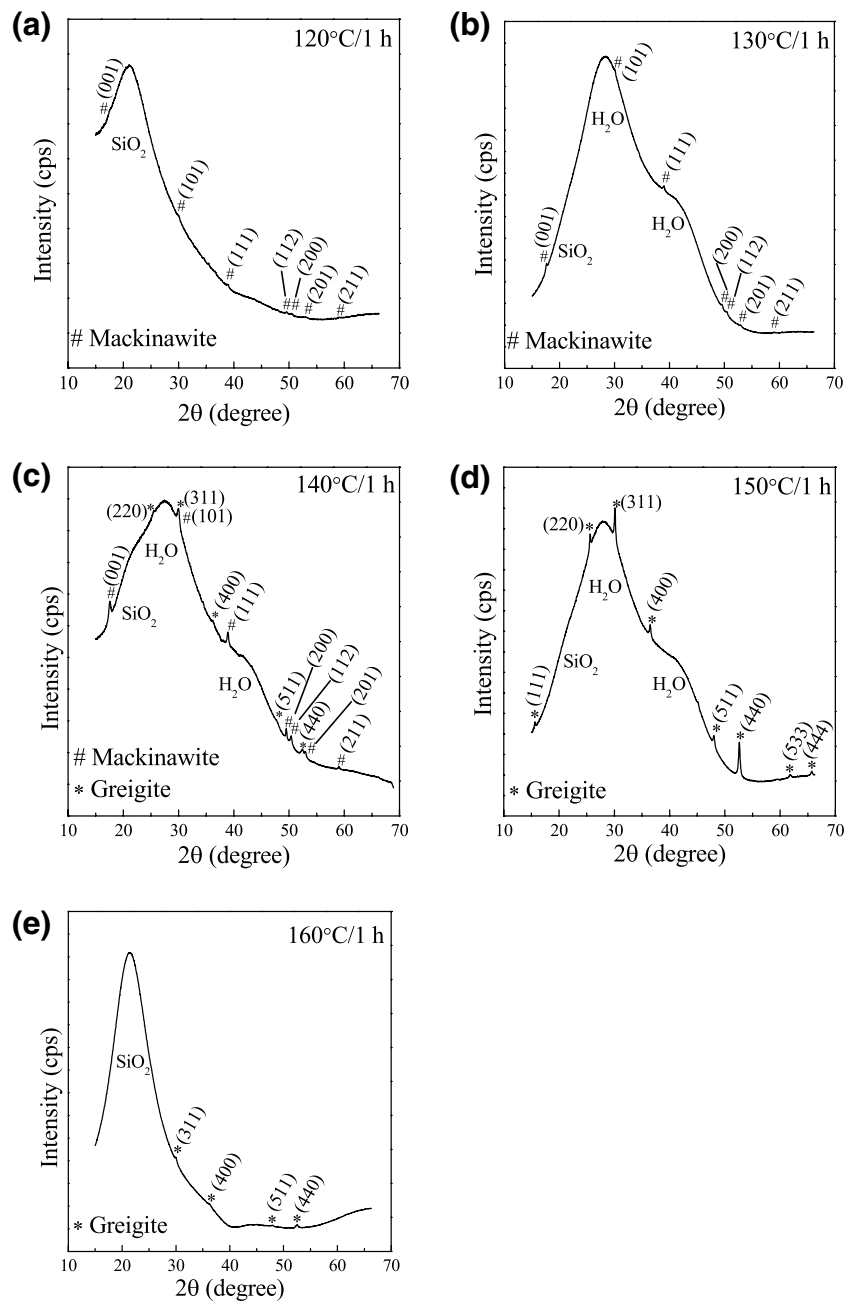 (a)
120°C/1 h
# (001)
SiO₂
# (101)
# (111)
(112)
(200)
##
# (201)
# (211)
# Mackinawite
Intensity (cps)
10 20 30 40 50 60 70
2θ (degree)
(b)
130°C/1 h
# (101)
H₂O
# (111)
H₂O
# (001)
SiO₂
(200)
(112)
##
# (201)
# (211)
# Mackinawite
Intensity (cps)
10 20 30 40 50 60 70
2θ (degree)
(c)
140°C/1 h
(220)*
*(311)
#(101)
H₂O
# (001)
SiO₂
* (400)
# (111)
H₂O
* (511)
(200)
(112)
##
* (440)
(201)
#
# (211)
# Mackinawite
* Greigite
Intensity (cps)
10 20 30 40 50 60 70
2θ (degree)
(d)
150°C/1 h
(220) *
*(311)
H₂O
* (400)
SiO₂
H₂O
* (111)
* (511)
* (440)
* (533)
* (444)
* Greigite
Intensity (cps)
10 20 30 40 50 60 70
2θ (degree)
(e)
160°C/1 h
SiO₂
* (311)
* (400)
* (511)
* (440)
* Greigite
Intensity (cps)
10 20 30 40 50 60 70
2θ (degree)